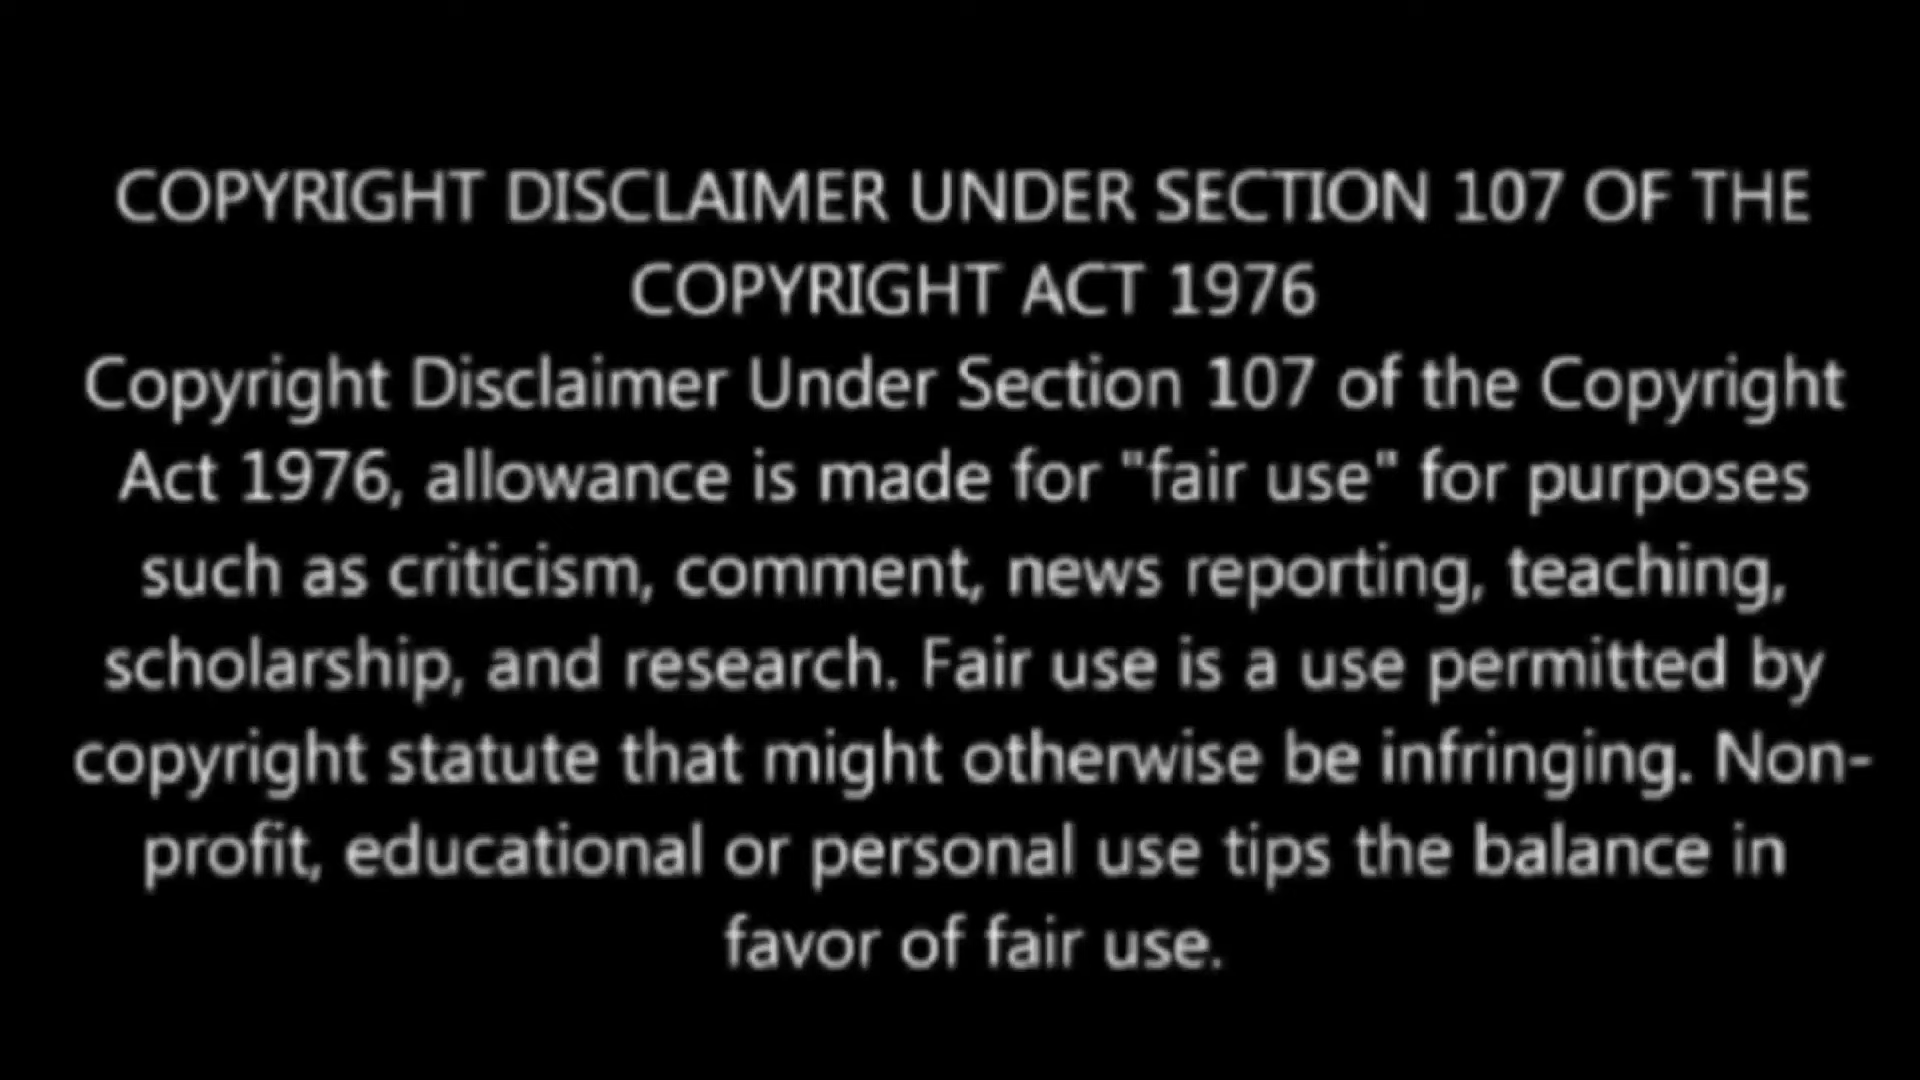 COPYRIGHT DISCLAIMER UNDER SECTION 107 OF THE
COPYRIGHT ACT 1976
Copyright Disclaimer Under Section 107 of the Copyright
Act 1976, allowance is made for "fair use" for purposes
such as criticism, comment, news reporting, teaching,
scholarship, and research. Fair use is a use permitted by
copyright statute that might otherwise be infringing. Non-
profit, educational or personal use tips the balance in
favor of fair use.